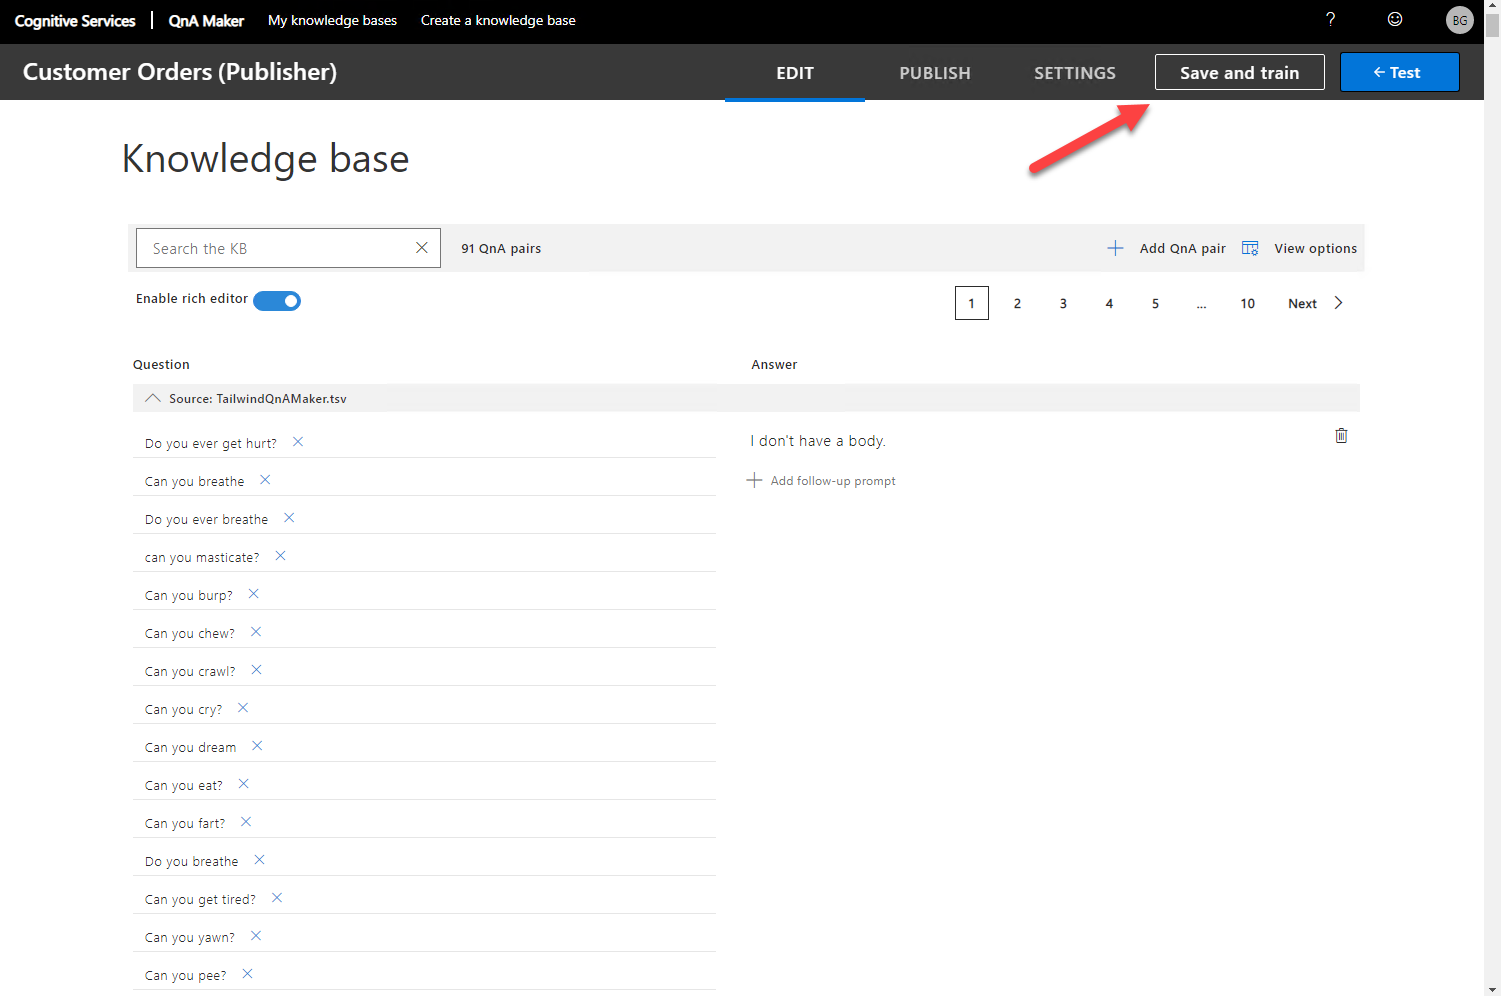 Cognitive Services | QnA Maker My knowledge bases Create a knowledge base ? BG
Customer Orders (Publisher) EDIT PUBLISH SETTINGS Save and train ← Test
Knowledge base
Search the KB 91 QnA pairs Add QnA pair View options
Enable rich editor 1 2 3 4 5 ... 10 Next
Question Answer
Source: TailwindQnAMaker.tsv
Do you ever get hurt? I don't have a body.
Can you breathe Add follow-up prompt
Do you ever breathe
can you masticate?
Can you burp?
Can you chew?
Can you crawl?
Can you cry?
Can you dream
Can you eat?
Can you fart?
Do you breathe
Can you get tired?
Can you yawn?
Can you pee?